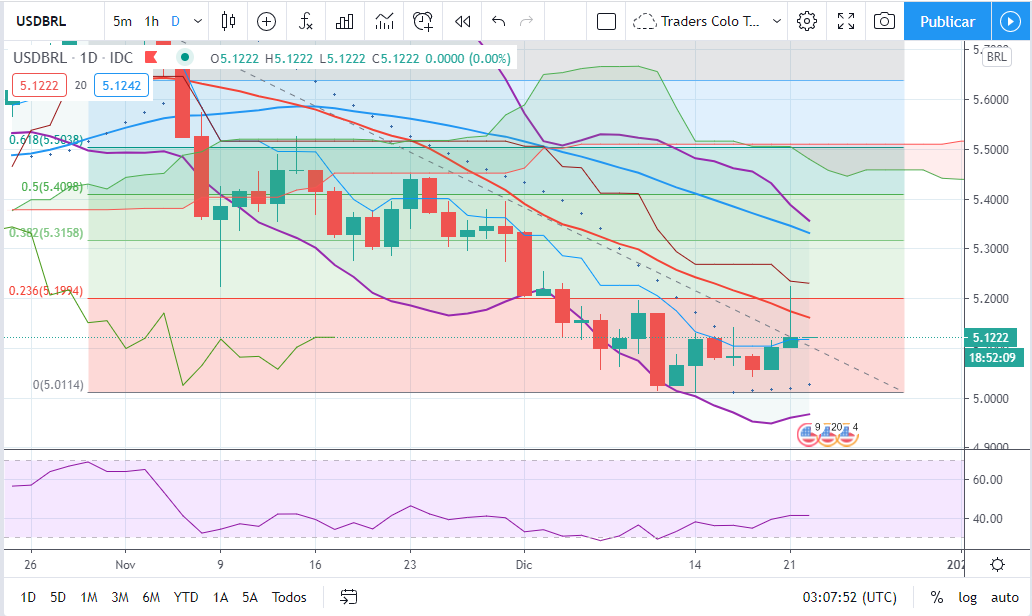 USDBRL 5m 1h D Traders Colo T... Publicar
USDBRL · 1D · IDC O5.1222 H5.1222 L5.1222 C5.1222 0.0000 (0.00%)
BRL
5.1222 20 5.1242
5.6000
0.618(5.5038)
5.5000
0.5(5.4098)
5.4000
0.382(5.3158)
5.3000
0.236(5.1994)
5.2000
5.1222
18:52:09
0(5.0114)
5.0000
9 20 4
4.9000
60.00
40.00
26 Nov 9 16 23 Dic 14 21 202
1D 5D 1M 3M 6M YTD 1A 5A Todos 03:07:52 (UTC) % log auto